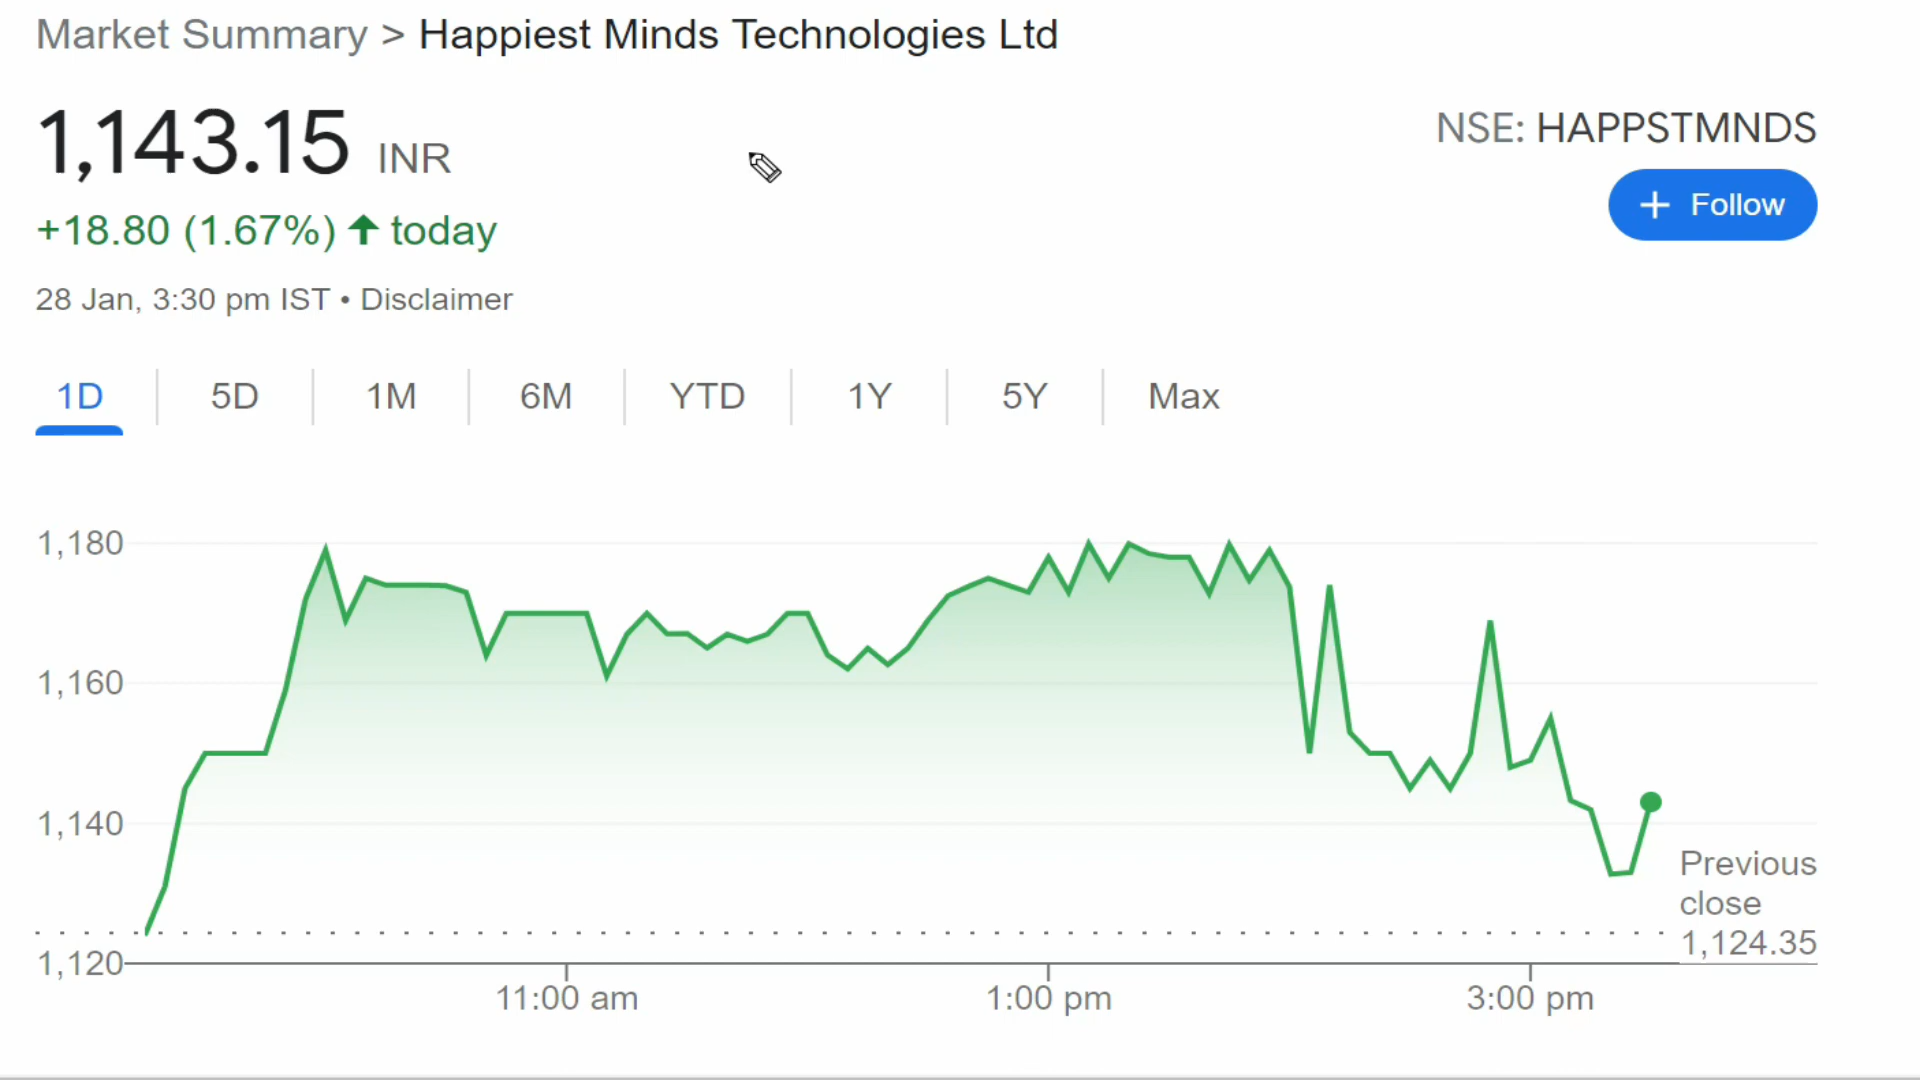 Market Summary > Happiest Minds Technologies Ltd
1,143.15 INR
NSE: HAPPSTMNDS
+ Follow
+18.80 (1.67%) ↑ today
28 Jan, 3:30 pm IST • Disclaimer
1D 5D 1M 6M YTD 1Y 5Y Max
1,180
1,160
1,140
1,120
Previous
close
1,124.35
11:00 am 1:00 pm 3:00 pm